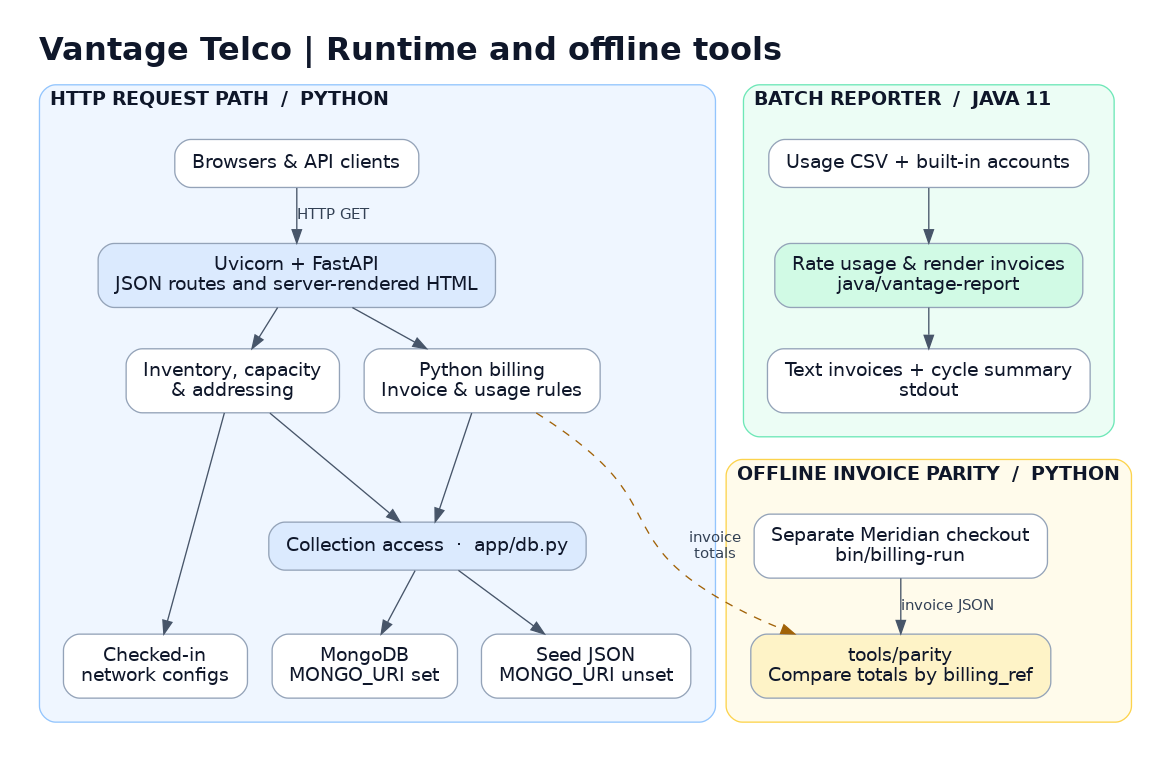 Vantage Telco | Runtime and offline tools
HTTP REQUEST PATH / PYTHON
Browsers & API clients
HTTP GET
Uvicorn + FastAPI
JSON routes and server-rendered HTML
Inventory, capacity
& addressing
Python billing
Invoice & usage rules
Collection access · app/db.py
Checked-in
network configs
MongoDB
MONGO_URI set
Seed JSON
MONGO_URI unset
BATCH REPORTER / JAVA 11
Usage CSV + built-in accounts
Rate usage & render invoices
java/vantage-report
Text invoices + cycle summary
stdout
OFFLINE INVOICE PARITY / PYTHON
invoice
totals
Separate Meridian checkout
bin/billing-run
invoice JSON
tools/parity
Compare totals by billing_ref